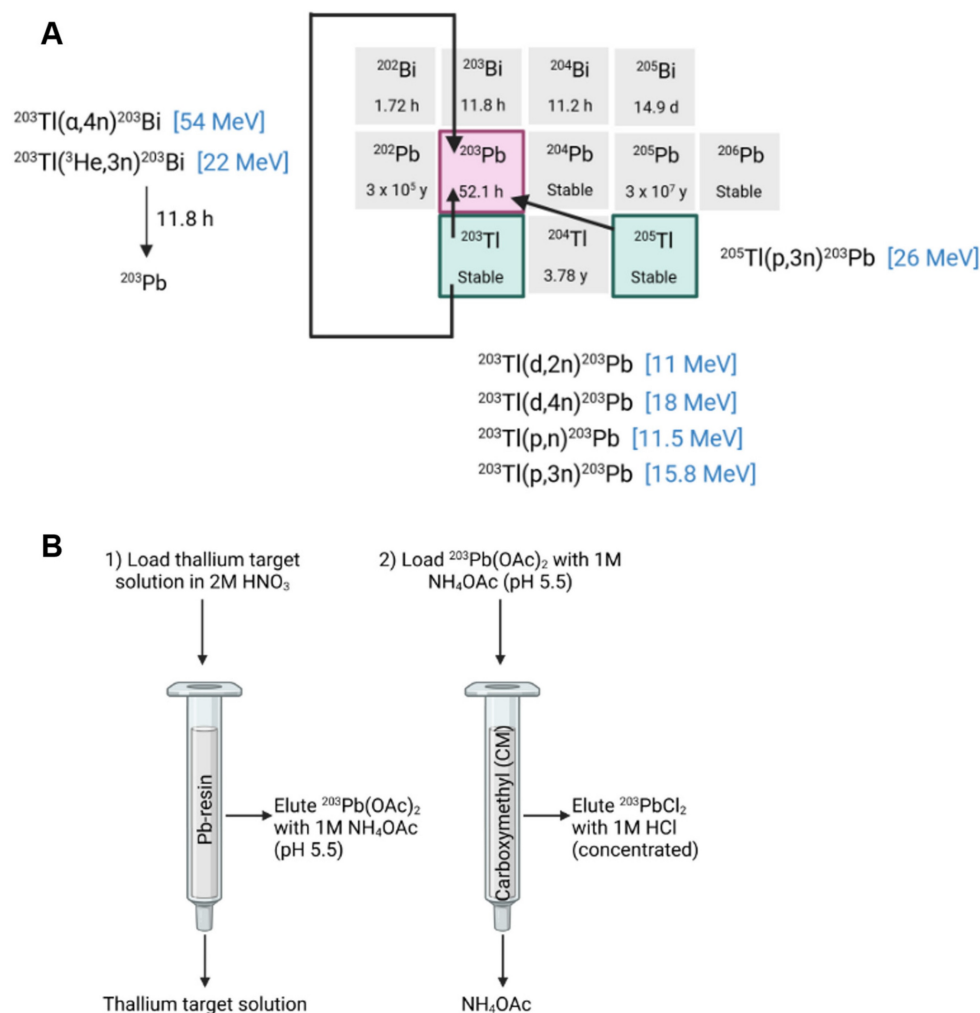 A
²⁰³Tl(α,4n)²⁰³Bi [54 MeV]
²⁰³Tl(³He,3n)²⁰³Bi [22 MeV]
11.8 h
²⁰³Pb
²⁰²Bi
1.72 h
²⁰³Bi
11.8 h
²⁰⁴Bi
11.2 h
²⁰⁵Bi
14.9 d
²⁰²Pb
3 x 10⁵ y
²⁰³Pb
52.1 h
²⁰⁴Pb
Stable
²⁰⁵Pb
3 x 10⁷ y
²⁰⁶Pb
Stable
²⁰³Tl
Stable
²⁰⁴Tl
3.78 y
²⁰⁵Tl
Stable
²⁰⁵Tl(p,3n)²⁰³Pb [26 MeV]
²⁰³Tl(d,2n)²⁰³Pb [11 MeV]
²⁰³Tl(d,4n)²⁰³Pb [18 MeV]
²⁰³Tl(p,n)²⁰³Pb [11.5 MeV]
²⁰³Tl(p,3n)²⁰³Pb [15.8 MeV]
B
1) Load thallium target
solution in 2M HNO₃
Pb-resin
Elute ²⁰³Pb(OAc)₂
with 1M NH₄OAc
(pH 5.5)
Thallium target solution
2) Load ²⁰³Pb(OAc)₂ with 1M
NH₄OAc (pH 5.5)
Carboxymethyl (CM)
Elute ²⁰³PbCl₂
with 1M HCl
(concentrated)
NH₄OAc